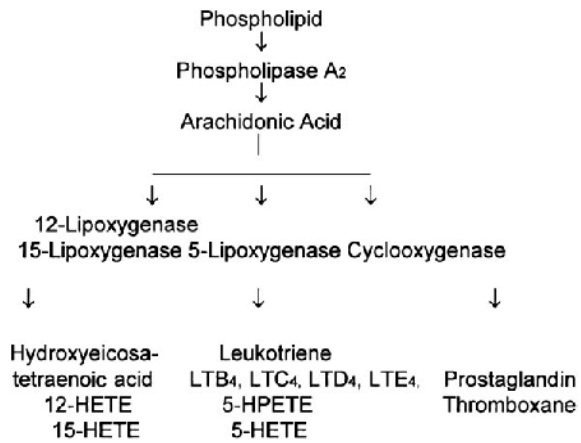 Phospholipid
Phospholipase A₂
Arachidonic Acid
12-Lipoxygenase
15-Lipoxygenase 5-Lipoxygenase Cyclooxygenase
Hydroxyeicosa-
tetraenoic acid
12-HETE
15-HETE
Leukotriene
LTB₄, LTC₄, LTD₄, LTE₄,
5-HPETE
5-HETE
Prostaglandin
Thromboxane